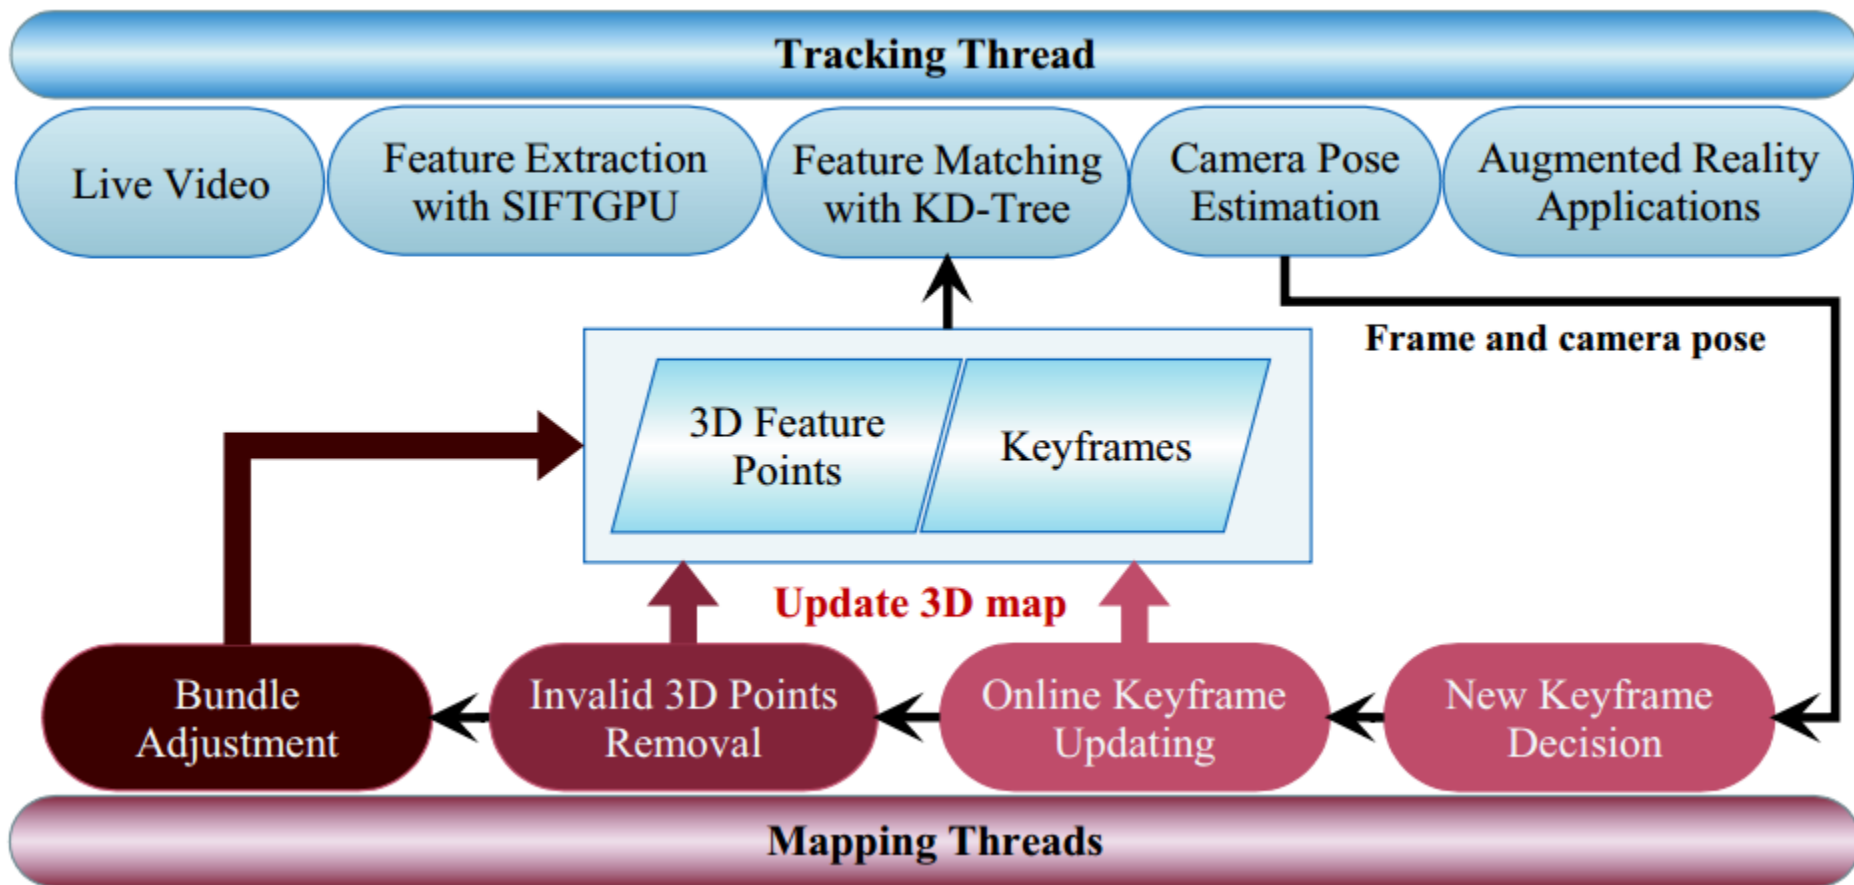 Tracking Thread
Live Video
Feature Extraction
with SIFTGPU
Feature Matching
with KD-Tree
Camera Pose
Estimation
Augmented Reality
Applications
Frame and camera pose
3D Feature
Points
Keyframes
Update 3D map
Bundle
Adjustment
Invalid 3D Points
Removal
Online Keyframe
Updating
New Keyframe
Decision
Mapping Threads